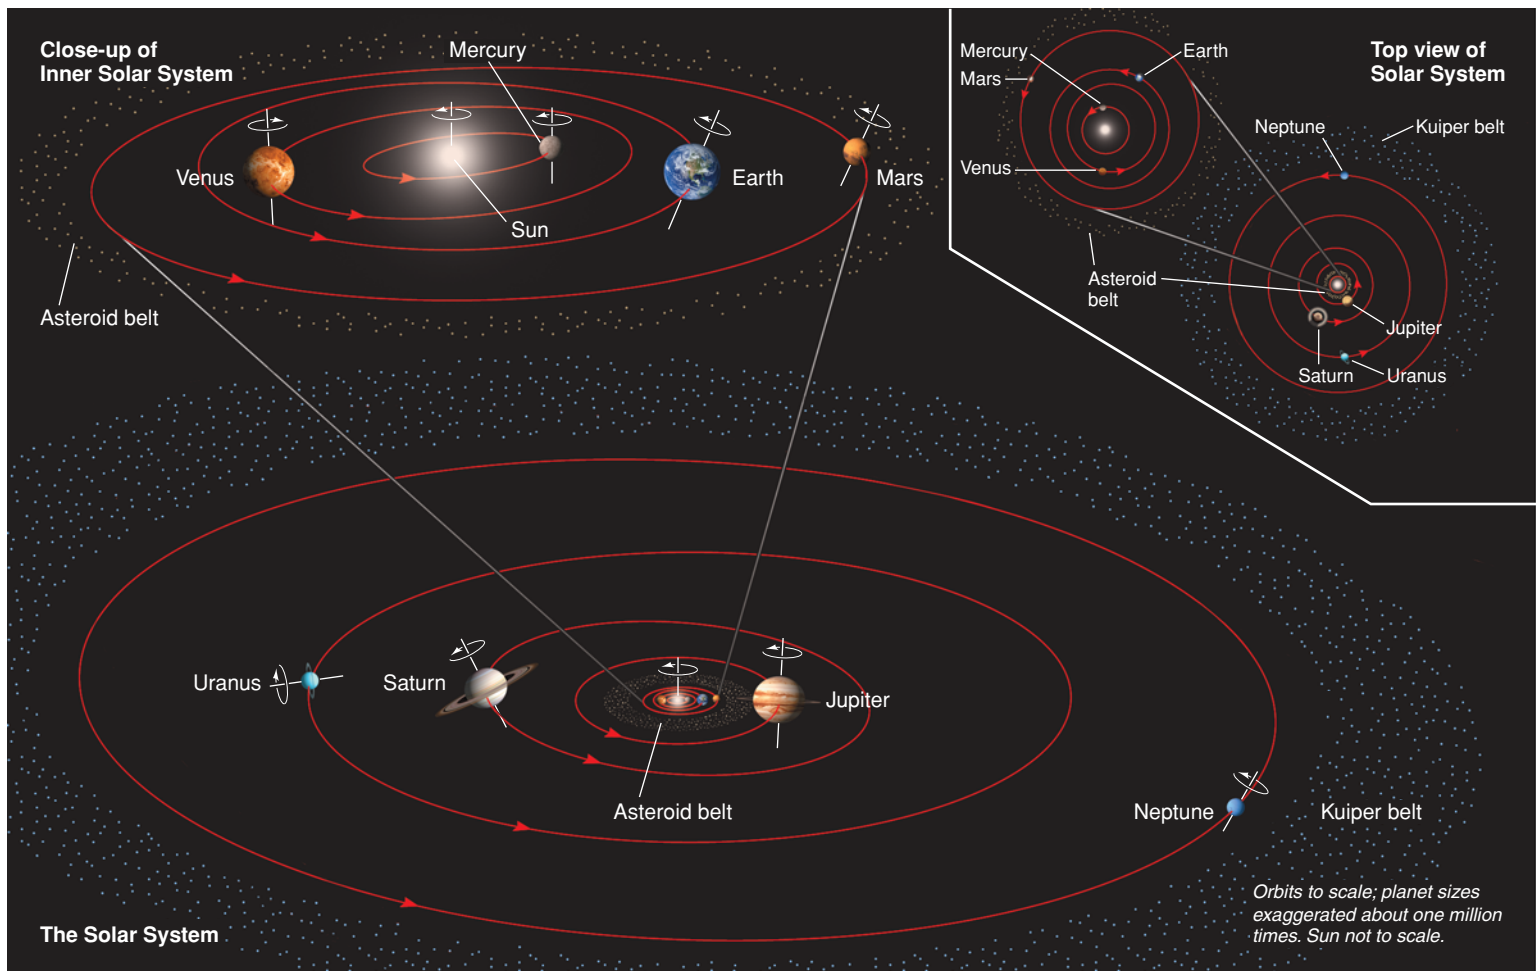 Close-up of
Inner Solar System
Mercury
Venus
Earth
Mars
Sun
Asteroid belt
Top view of
Solar System
Mercury
Earth
Mars
Venus
Neptune
Kuiper belt
Asteroid
belt
Jupiter
Saturn
Uranus
Uranus
Saturn
Jupiter
Asteroid belt
Neptune
Kuiper belt
Orbits to scale; planet sizes
exaggerated about one million
times. Sun not to scale.
The Solar System